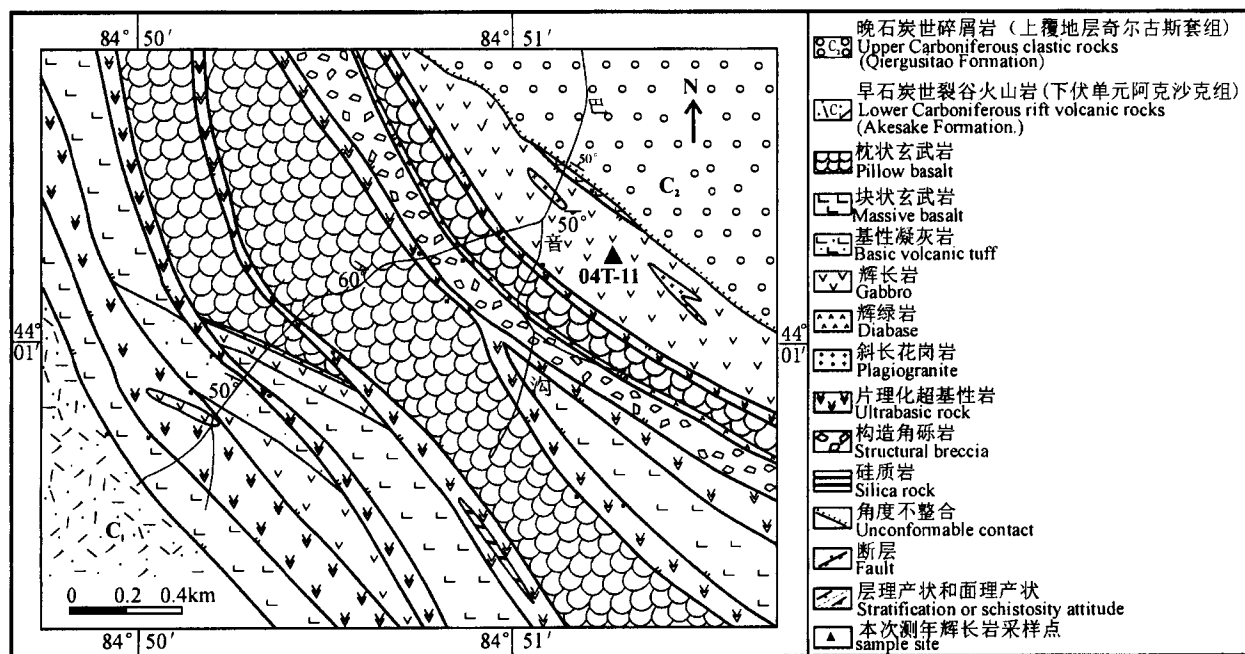 84° 50′
84° 51′
巴
N
50°
C₂
50°
音
04T-11
60°
44°
01′
44°
01′
沟
50°
C₁
0 0.2 0.4km
84° 50′
84° 51′
C₂
晚石炭世碎屑岩（上覆地层奇尔古斯套组)
Upper Carboniferous clastic rocks
(Qiergusitao Formation)
C₁
早石炭世裂谷火山岩(下伏单元阿克沙克组)
Lower Carboniferous rift volcanic rocks
(Akesake Formation.)
枕状玄武岩
Pillow basalt
块状玄武岩
Massive basalt
基性凝灰岩
Basic volcanic tuff
辉长岩
Gabbro
辉绿岩
Diabase
斜长花岗岩
Plagiogranite
片理化超基性岩
Ultrabasic rock
构造角砾岩
Structural breccia
硅质岩
Silica rock
角度不整合
Unconformable contact
断层
Fault
层理产状和面理产状
Stratification or schistosity attitude
本次测年辉长岩采样点
sample site